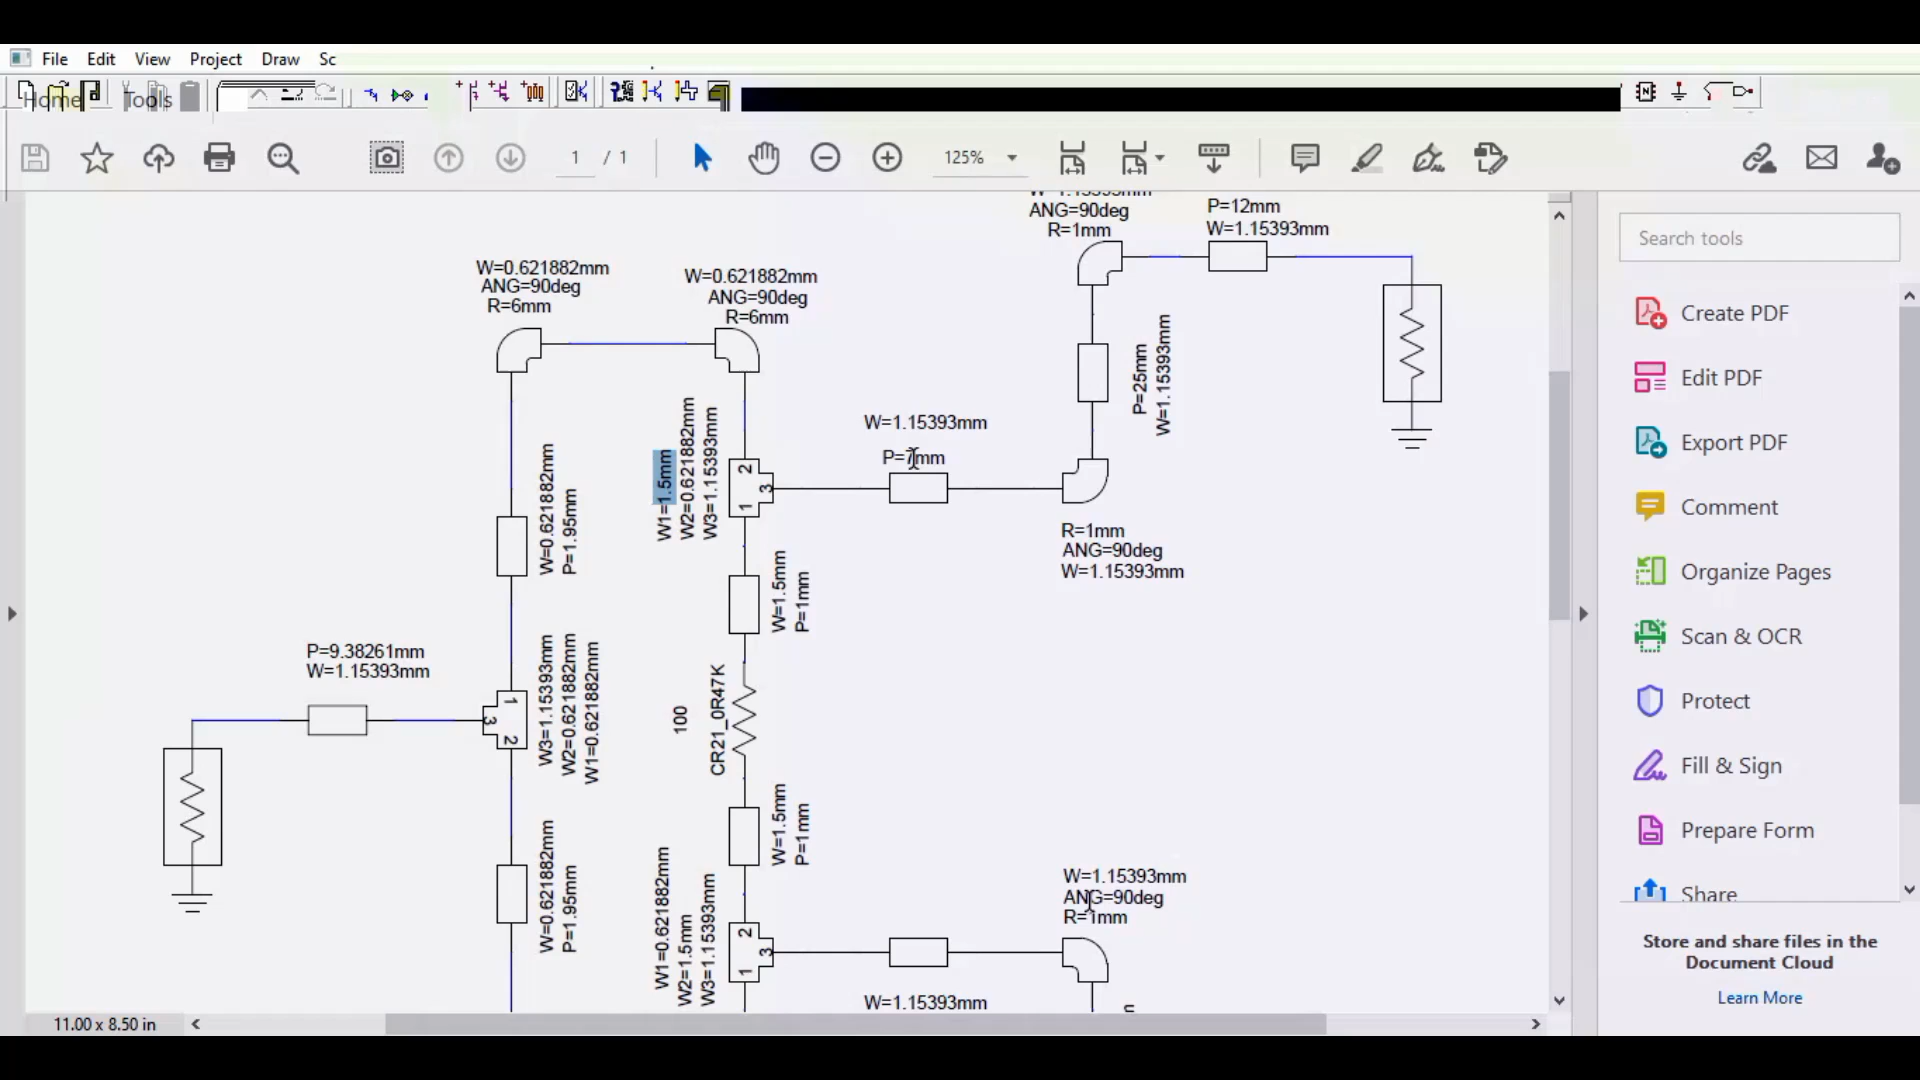 File Edit View Project Draw Sc
Home Tools
1 / 1
125%
ANG=90deg
R=1mm
P=12mm
W=1.15393mm
W=0.621882mm
ANG=90deg
R=6mm
W=0.621882mm
ANG=90deg
R=6mm
P=25mm
W=1.15393mm
W1=1.5mm
W2=0.621882mm
W3=1.15393mm
2
3
1
W=1.15393mm
P=7mm
R=1mm
ANG=90deg
W=1.15393mm
W=0.621882mm
P=1.95mm
W=1.5mm
P=1mm
P=9.38261mm
W=1.15393mm
1
3
2
W3=1.15393mm
W2=0.621882mm
W1=0.621882mm
100
CR21_0R47K
W=1.5mm
P=1mm
W=0.621882mm
P=1.95mm
W1=0.621882mm
W2=1.5mm
W3=1.15393mm
2
3
1
W=1.15393mm
ANG=90deg
R=1mm
W=1.15393mm
11.00 x 8.50 in
Search tools
Create PDF
Edit PDF
Export PDF
Comment
Organize Pages
Scan & OCR
Protect
Fill & Sign
Prepare Form
Share
Store and share files in the
Document Cloud
Learn More